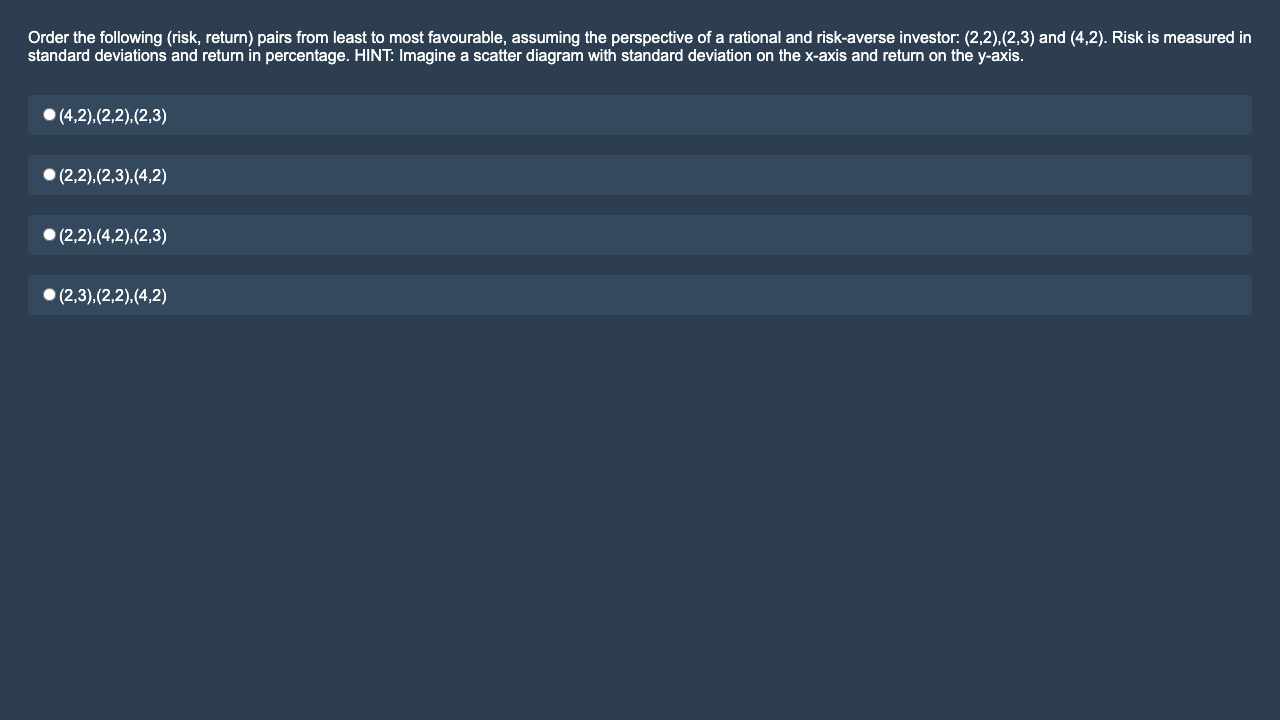 Order the following (risk, return) pairs from least to most favourable, assuming the perspective of a rational and risk-averse investor: (2,2),(2,3) and (4,2). Risk is measured in
standard deviations and return in percentage. HINT: Imagine a scatter diagram with standard deviation on the x-axis and return on the y-axis.
(4,2),(2,2),(2,3)
(2,2),(2,3),(4,2)
(2,2),(4,2),(2,3)
(2,3),(2,2),(4,2)